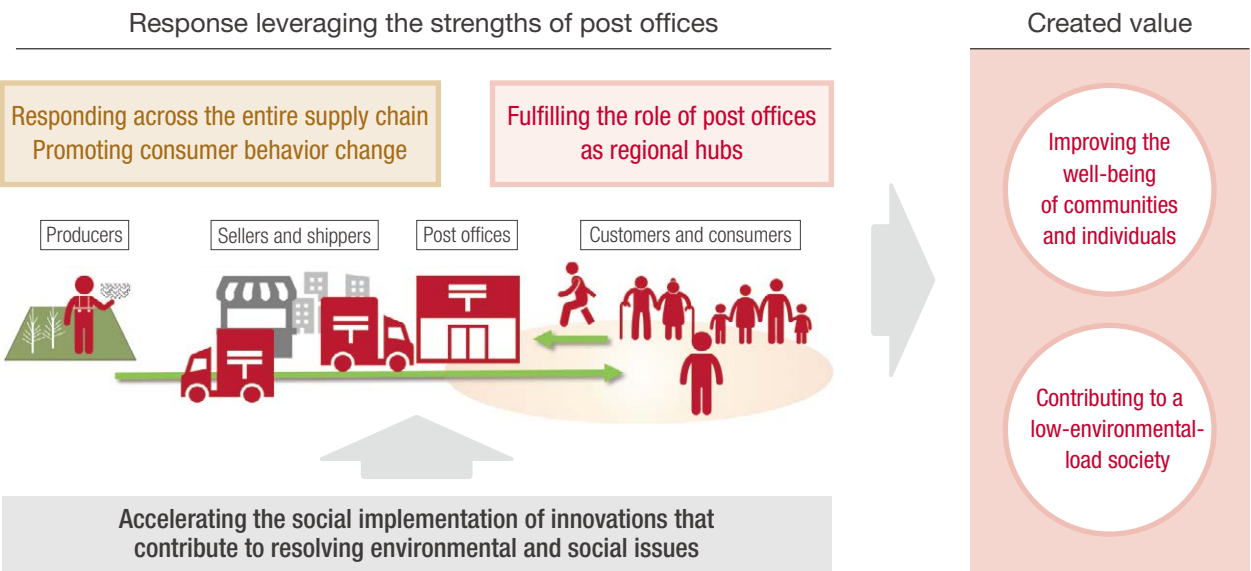 Response leveraging the strengths of post offices
Created value
Responding across the entire supply chain
Promoting consumer behavior change
Fulfilling the role of post offices
as regional hubs
Producers
Sellers and shippers
Post offices
Customers and consumers
〒
〒
〒
Accelerating the social implementation of innovations that
contribute to resolving environmental and social issues
Improving the
well-being
of communities
and individuals
Contributing to a
low-environmental-
load society